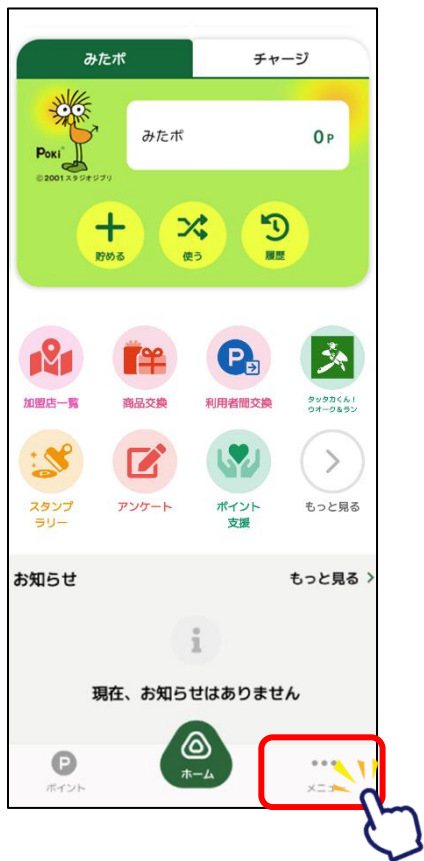 みたポ
チャージ
POKI
©2001スタジオジブリ
みたポ
0 P
貯める
使う
履歴
P
加盟店一覧
商品交換
利用者間交換
タッタカくん!
ウオーク&ラン
スタンプ
ラリー
アンケート
ポイント
支援
もっと見る
お知らせ
もっと見る
現在、お知らせはありません
P
ポイント
ホーム